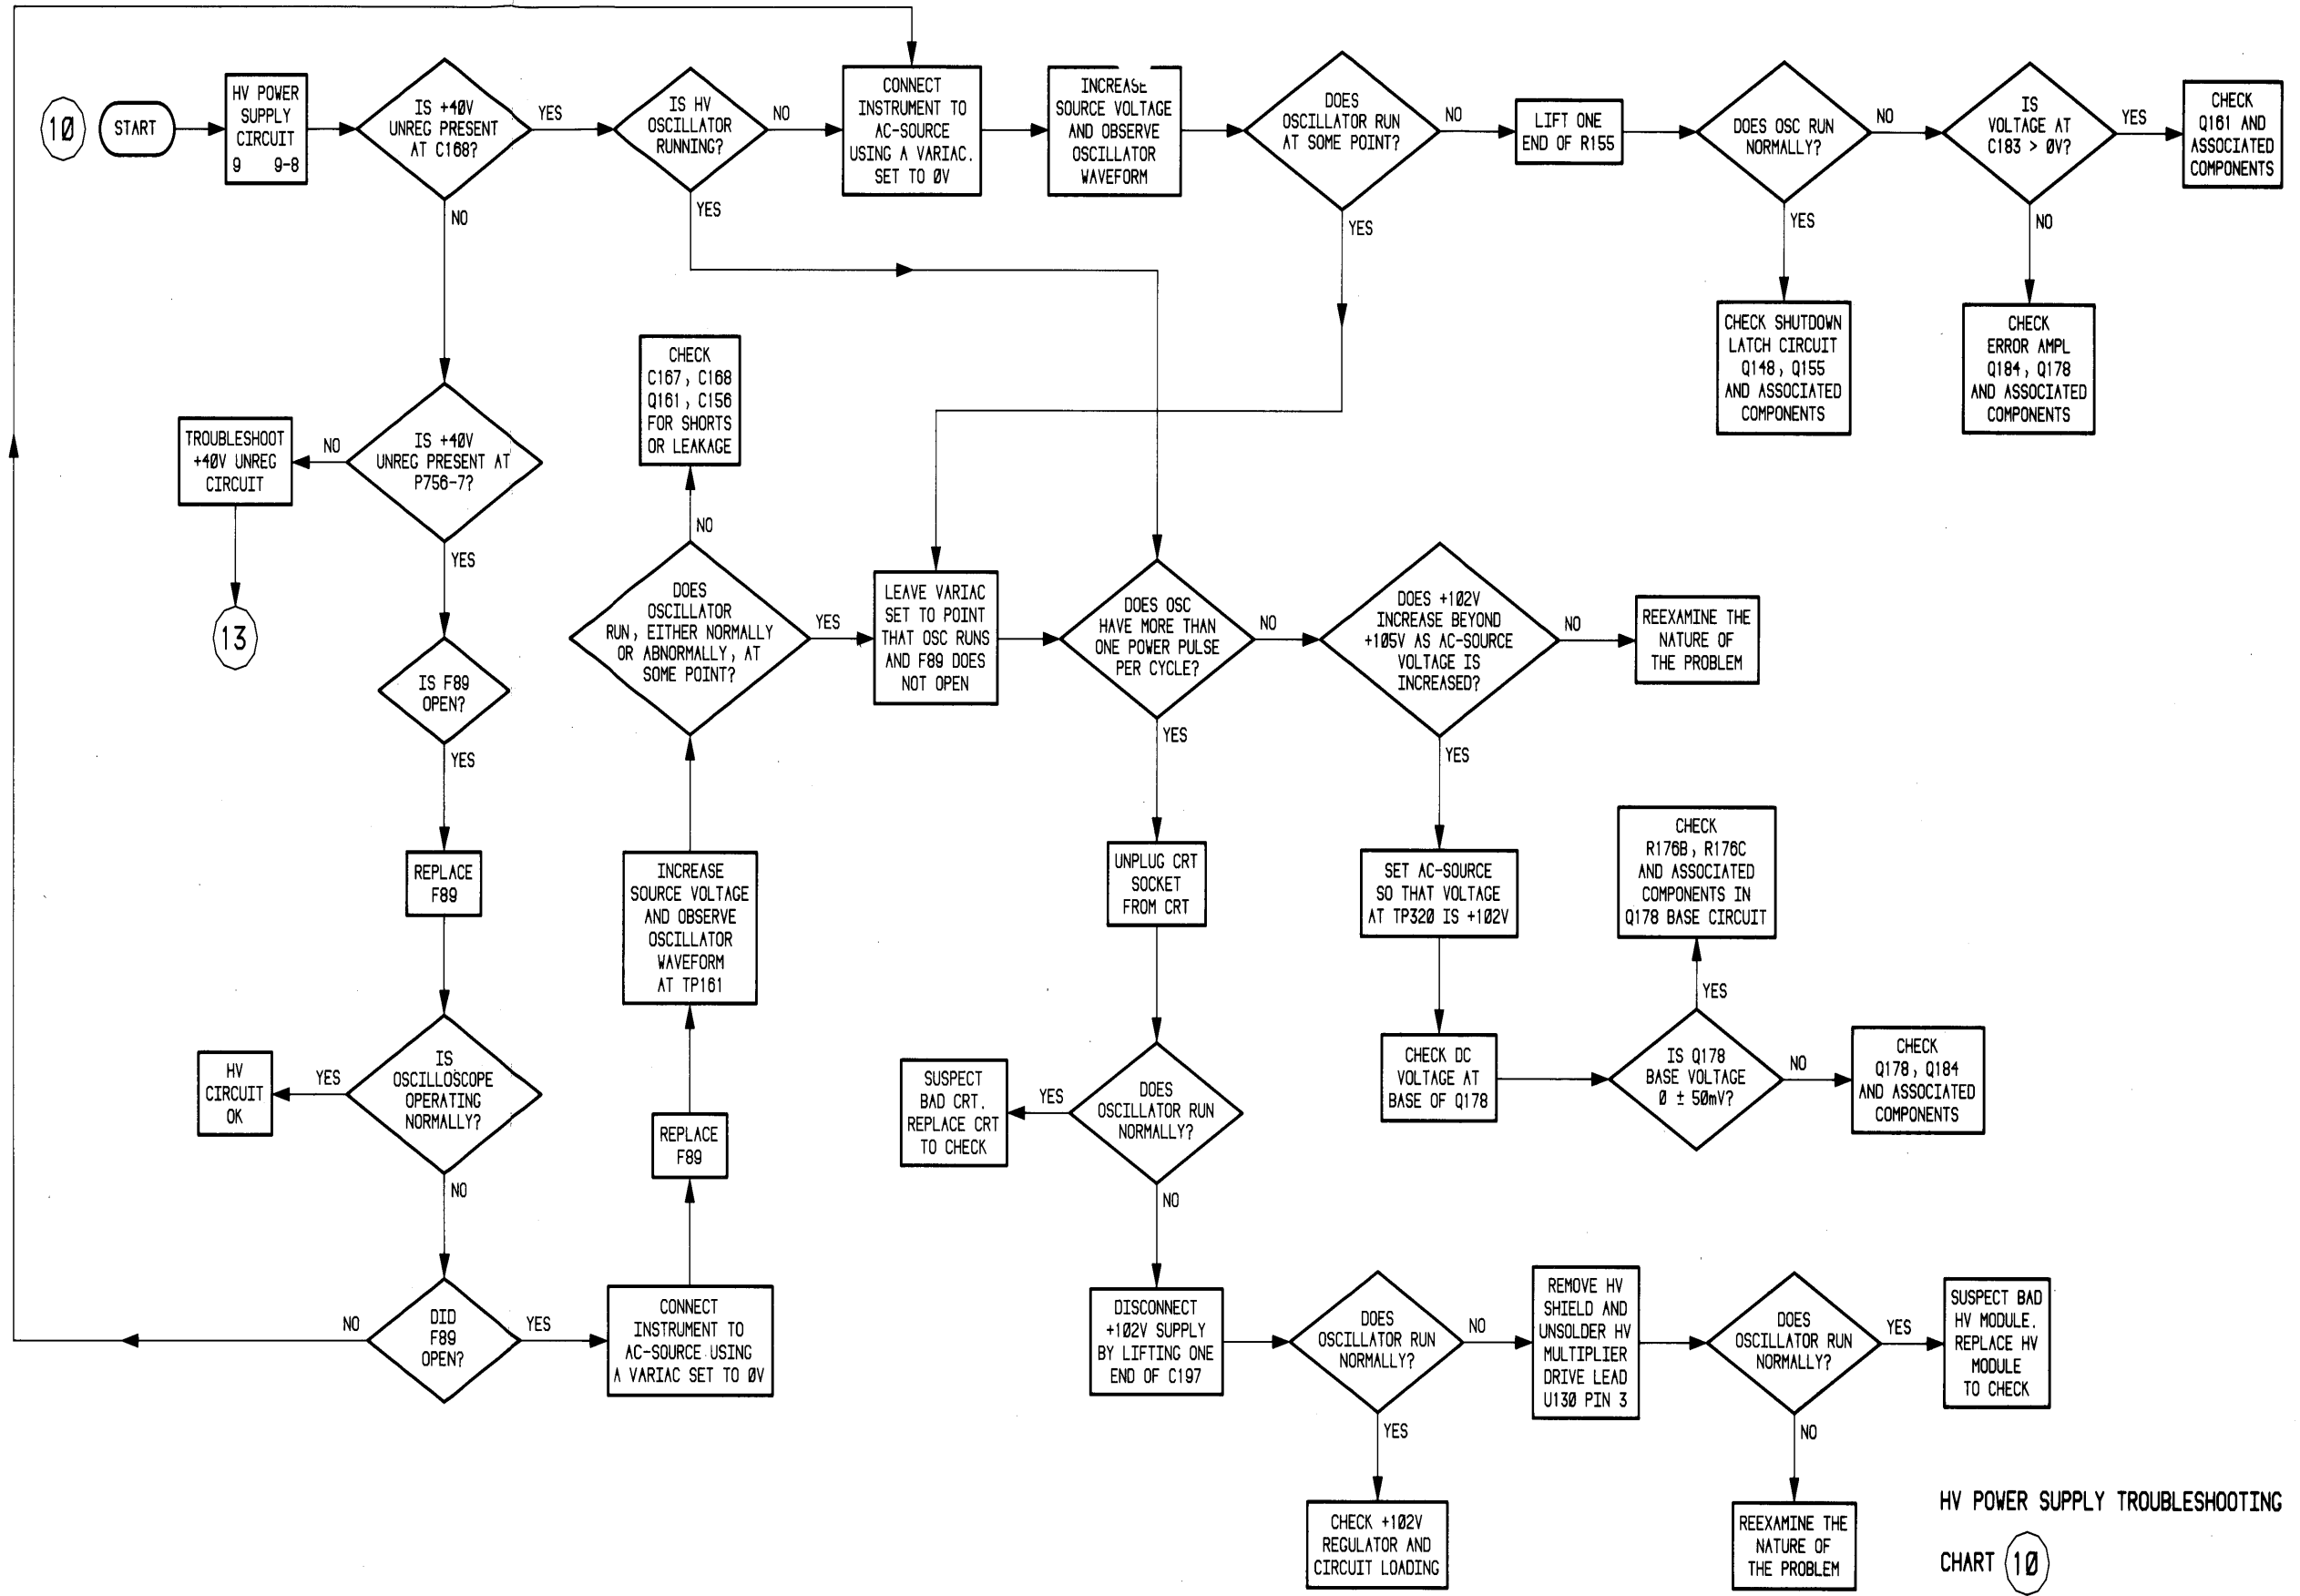 10
START
HV POWER
SUPPLY
CIRCUIT
9 9-8
IS +40V
UNREG PRESENT
AT C168?
YES
NO
IS HV
OSCILLATOR
RUNNING?
NO
YES
CONNECT
INSTRUMENT TO
AC-SOURCE
USING A VARIAC.
SET TO 0V
INCREASE
SOURCE VOLTAGE
AND OBSERVE
OSCILLATOR
WAVEFORM
DOES
OSCILLATOR RUN
AT SOME POINT?
NO
YES
LIFT ONE
END OF R155
DOES OSC RUN
NORMALLY?
NO
YES
IS
VOLTAGE AT
C183 > 0V?
YES
NO
CHECK
Q161 AND
ASSOCIATED
COMPONENTS
CHECK SHUTDOWN
LATCH CIRCUIT
Q148, Q155
AND ASSOCIATED
COMPONENTS
CHECK
ERROR AMPL
Q184, Q178
AND ASSOCIATED
COMPONENTS
CHECK
C167, C168
Q161, C156
FOR SHORTS
OR LEAKAGE
NO
TROUBLESHOOT
+40V UNREG
CIRCUIT
NO
IS +40V
UNREG PRESENT AT
P756-7?
YES
13
IS F89
OPEN?
YES
DOES
OSCILLATOR
RUN, EITHER NORMALLY
OR ABNORMALLY, AT
SOME POINT?
YES
LEAVE VARIAC
SET TO POINT
THAT OSC RUNS
AND F89 DOES
NOT OPEN
DOES OSC
HAVE MORE THAN
ONE POWER PULSE
PER CYCLE?
NO
YES
DOES +102V
INCREASE BEYOND
+105V AS AC-SOURCE
VOLTAGE IS
INCREASED?
NO
YES
REEXAMINE THE
NATURE OF
THE PROBLEM
REPLACE
F89
INCREASE
SOURCE VOLTAGE
AND OBSERVE
OSCILLATOR
WAVEFORM
AT TP161
UNPLUG CRT
SOCKET
FROM CRT
SET AC-SOURCE
SO THAT VOLTAGE
AT TP320 IS +102V
CHECK
R176B, R176C
AND ASSOCIATED
COMPONENTS IN
Q178 BASE CIRCUIT
YES
HV
CIRCUIT
OK
YES
IS
OSCILLOSCOPE
OPERATING
NORMALLY?
NO
REPLACE
F89
SUSPECT
BAD CRT.
REPLACE CRT
TO CHECK
YES
DOES
OSCILLATOR RUN
NORMALLY?
NO
CHECK DC
VOLTAGE AT
BASE OF Q178
IS Q178
BASE VOLTAGE
0 ± 50mV?
NO
CHECK
Q178, Q184
AND ASSOCIATED
COMPONENTS
NO
DID
F89
OPEN?
YES
CONNECT
INSTRUMENT TO
AC-SOURCE USING
A VARIAC SET TO 0V
DISCONNECT
+102V SUPPLY
BY LIFTING ONE
END OF C197
DOES
OSCILLATOR RUN
NORMALLY?
NO
YES
REMOVE HV
SHIELD AND
UNSOLDER HV
MULTIPLIER
DRIVE LEAD
U130 PIN 3
DOES
OSCILLATOR RUN
NORMALLY?
YES
NO
SUSPECT BAD
HV MODULE.
REPLACE HV
MODULE
TO CHECK
CHECK +102V
REGULATOR AND
CIRCUIT LOADING
REEXAMINE THE
NATURE OF
THE PROBLEM
HV POWER SUPPLY TROUBLESHOOTING
CHART 10